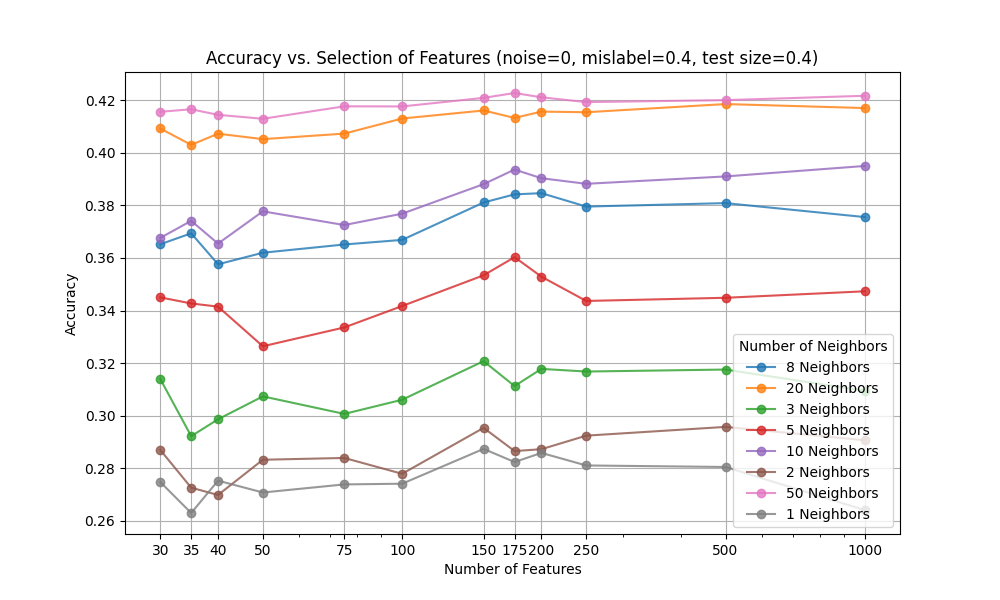 Accuracy vs. Selection of Features (noise=0, mislabel=0.4, test size=0.4)
Accuracy
0.42
0.40
0.38
0.36
0.34
0.32
0.30
0.28
0.26
Number of Neighbors
8 Neighbors
20 Neighbors
3 Neighbors
5 Neighbors
10 Neighbors
2 Neighbors
50 Neighbors
1 Neighbors
30 35 40 50 75 100 150 175 200 250 500 1000
Number of Features